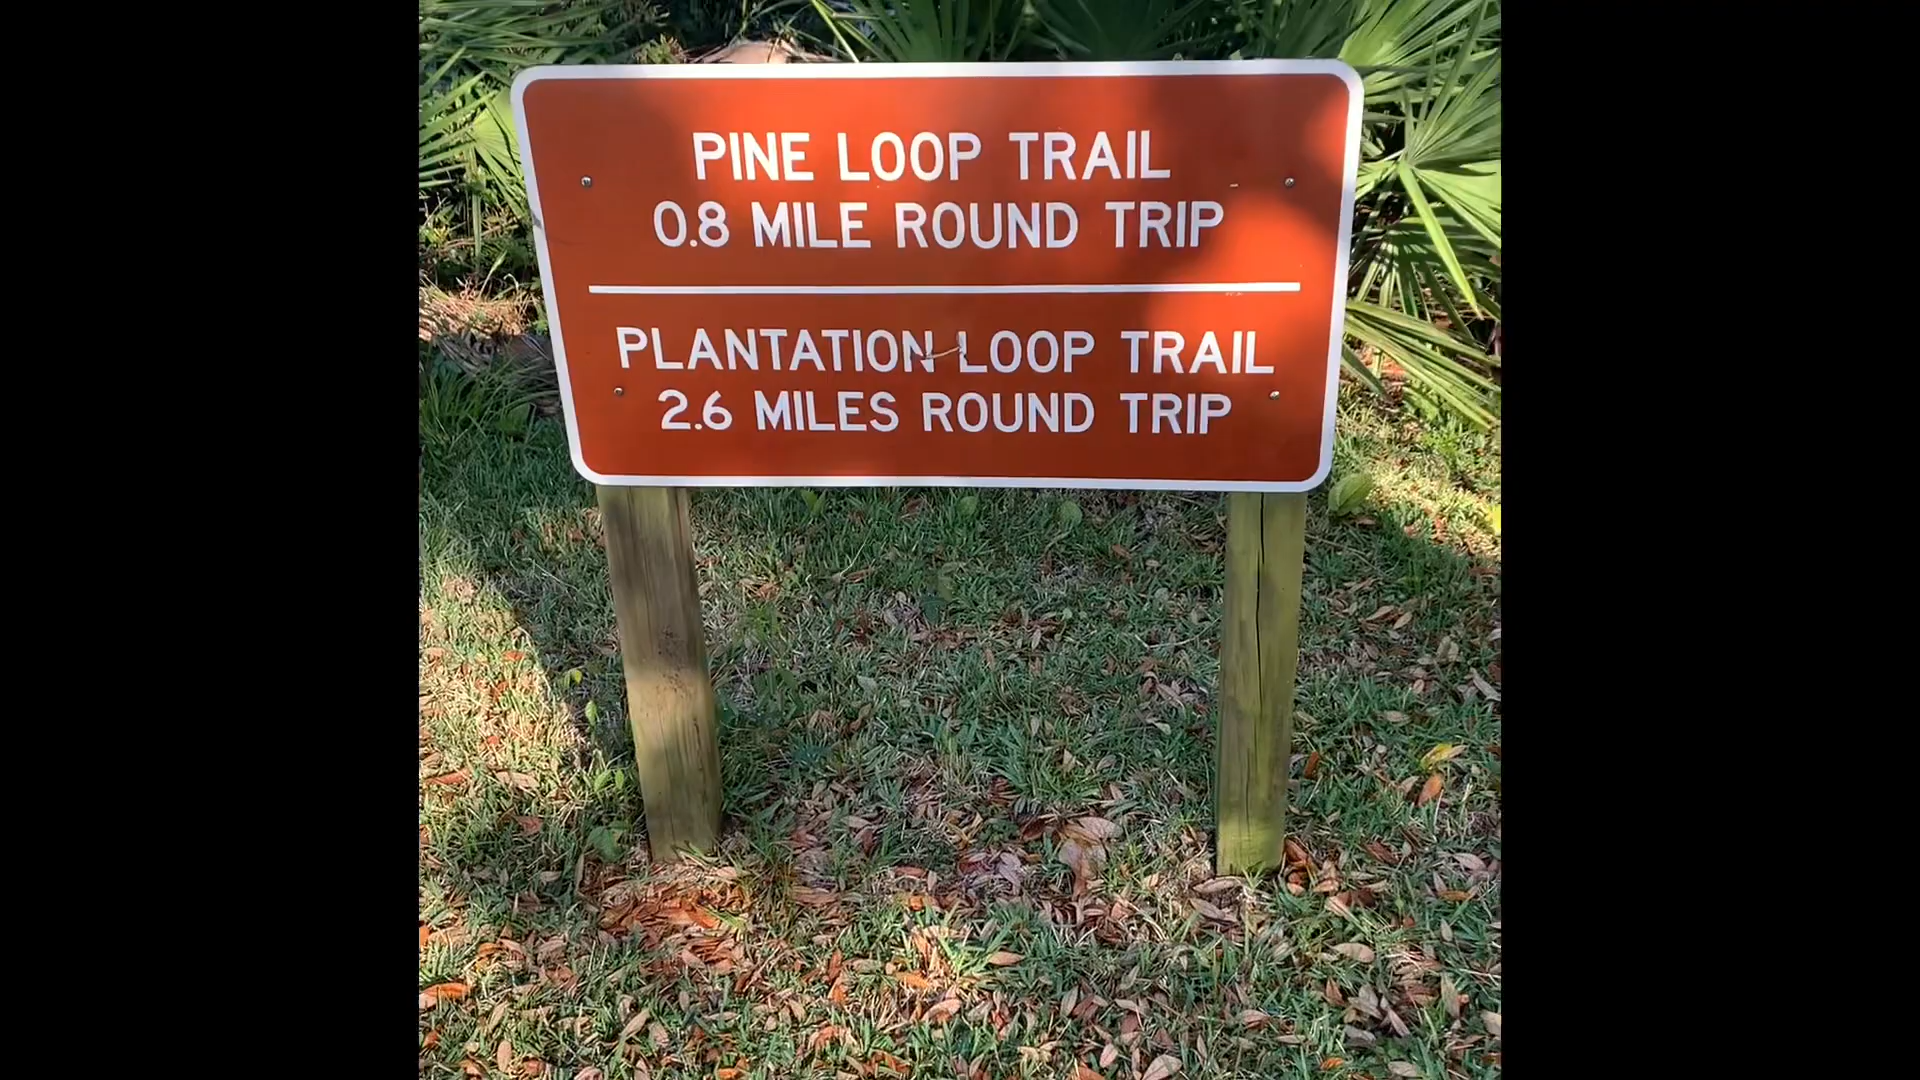 PINE LOOP TRAIL
0.8 MILE ROUND TRIP
PLANTATION LOOP TRAIL
2.6 MILES ROUND TRIP